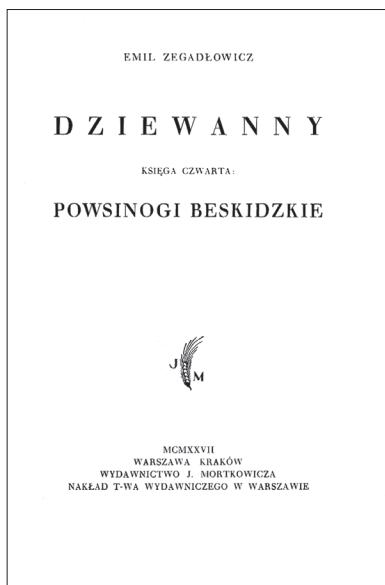 EMIL ZEGADŁOWICZ
DZIEWANNY
KSIĘGA CZWARTA:
POWSINOGI BESKIDZKIE
J M
MCMXXVII
WARSZAWA KRAKÓW
WYDAWNICTWO J. MORTKOWICZA
NAKŁAD T-WA WYDAWNICZEGO W WARSZAWIE